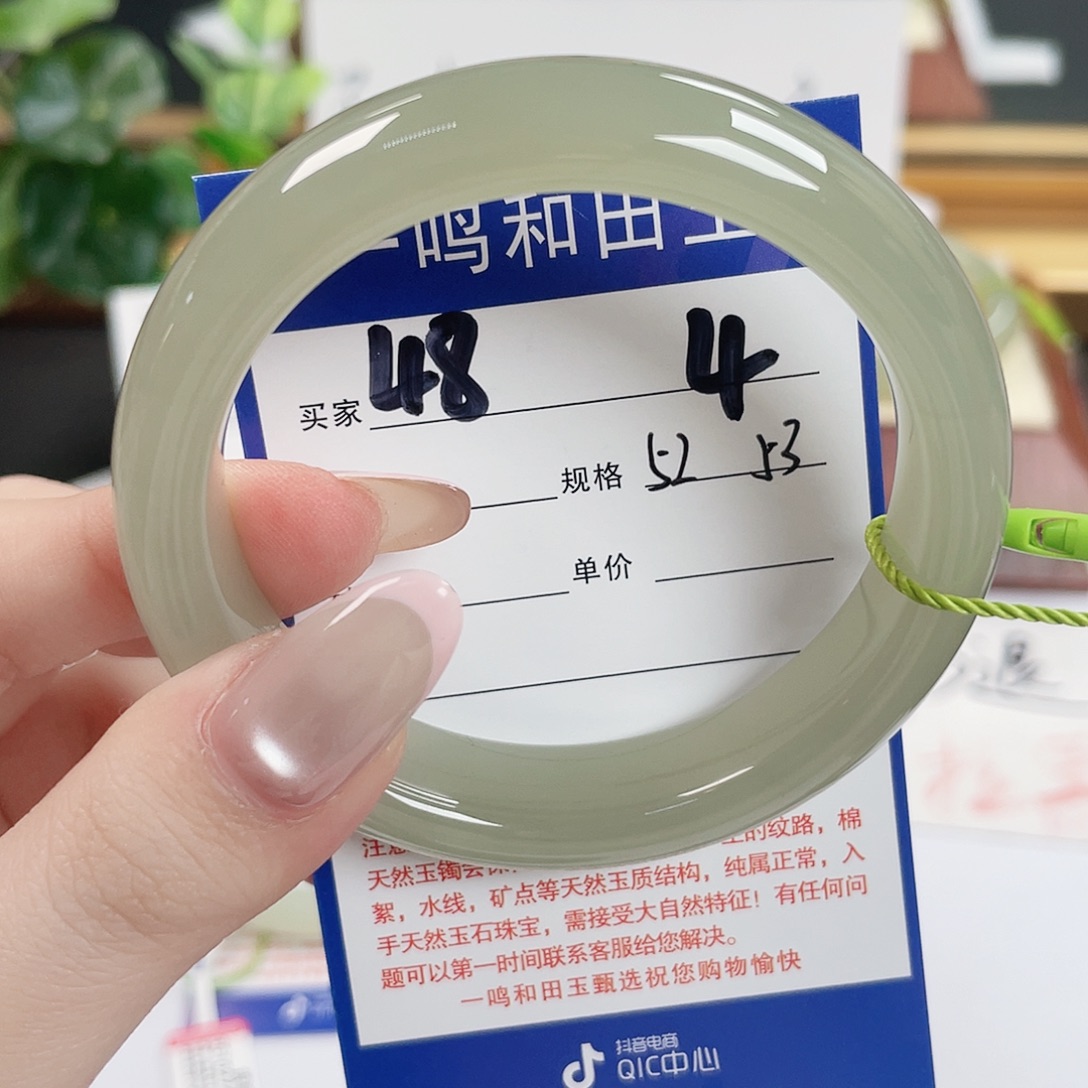 一鸣和田玉
买家 48 4
规格 52 53
单价
天然玉镯会
的纹路，棉
絮，水线，矿点等天然玉质结构，纯属正常，入
手天然玉石珠宝，需接受大自然特征！有任何问
题可以第一时间联系客服给您解决。
一鸣和田玉甄选祝您购物愉快
抖音电商
QIC中心
退